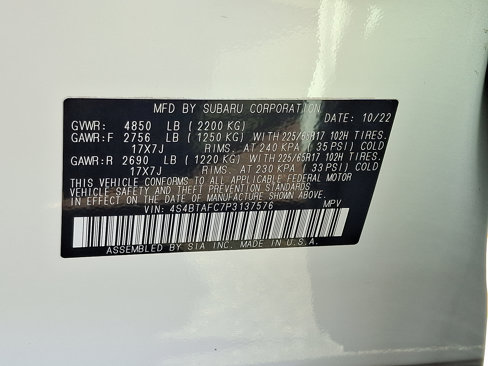 MFD BY SUBARU CORPORATION DATE: 10/22
GVWR: 4850 LB (2200 KG)
GAWR:F 2756 LB (1250 KG) WITH 225/65R17 102H TIRES.
17X7J RIMS. AT 240 KPA (35 PSI) COLD
GAWR:R 2690 LB (1220 KG) WITH 225/65R17 102H TIRES.
17X7J RIMS. AT 230 KPA (33 PSI) COLD
THIS VEHICLE CONFORMS TO ALL APPLICABLE FEDERAL MOTOR
VEHICLE SAFETY AND THEFT PREVENTION STANDARDS
IN EFFECT ON THE DATE OF MANUFACTURE SHOWN ABOVE.
VIN: 4S4BTAFC7P3137576 MPV
ASSEMBLED BY SIA INC. MADE IN U.S.A.